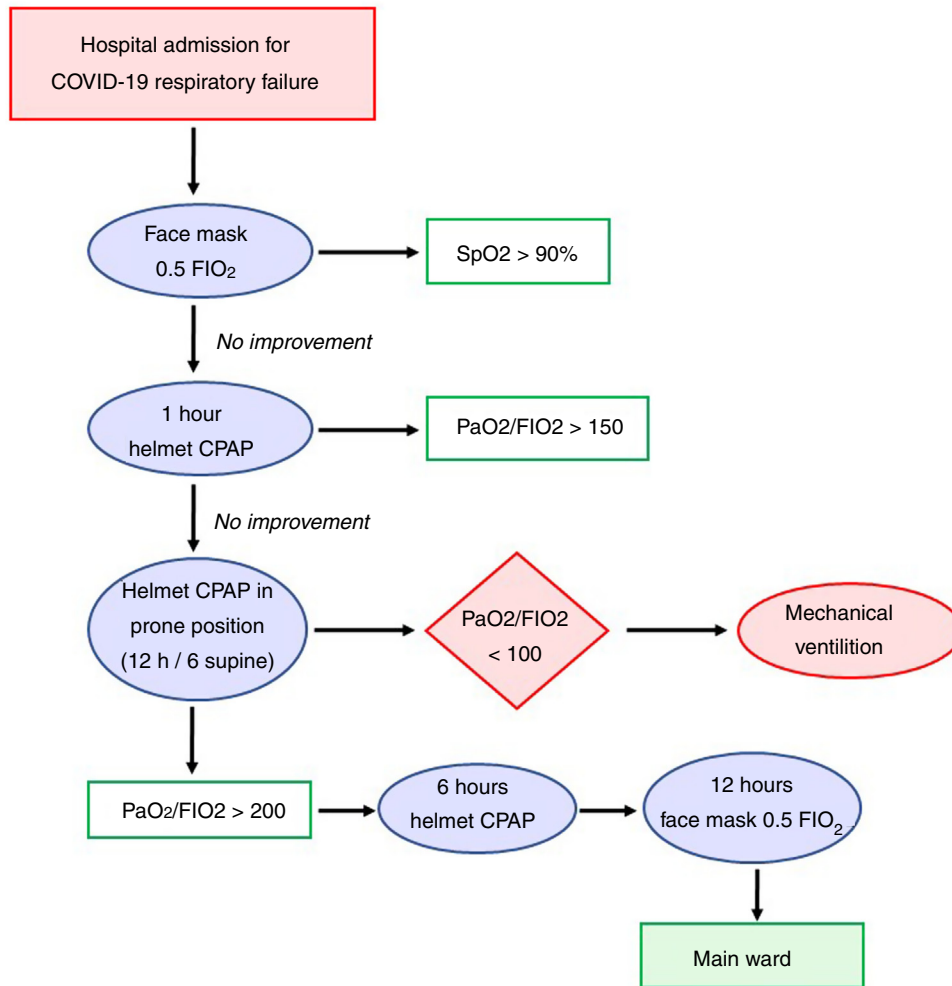 Hospital admission for
COVID-19 respiratory failure
Face mask
0.5 FIO₂
SpO2 > 90%
No improvement
1 hour
helmet CPAP
PaO2/FIO2 > 150
No improvement
Helmet CPAP in
prone position
(12 h / 6 supine)
PaO2/FIO2
< 100
Mechanical
ventilition
PaO₂/FIO2 > 200
6 hours
helmet CPAP
12 hours
face mask 0.5 FIO₂
Main ward